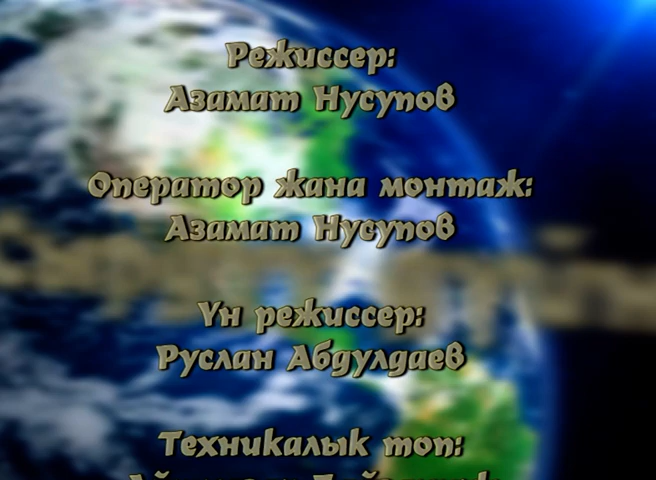 Режиссер:
Азамат Нусупов
Оператор жана монтаж:
Азамат Нусупов
Үн режиссер:
Руслан Абдулдаев
Техникалык топ: